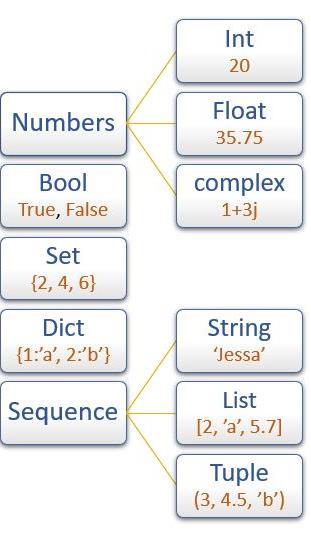 Numbers
Int
20
Float
35.75
complex
1+3j
Bool
True, False
Set
{2, 4, 6}
Dict
{1:’a’, 2:’b’}
Sequence
String
‘Jessa’
List
[2, ’a’, 5.7]
Tuple
(3, 4.5, ’b’)